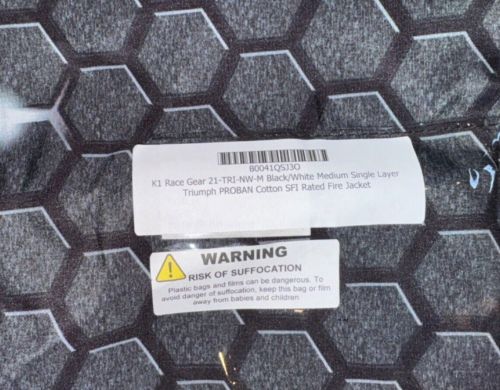 B0041QSJ3O
K1 Race Gear 21-TRI-NW-M Black/White Medium Single Layer
Triumph PROBAN Cotton SFI Rated Fire Jacket
WARNING
RISK OF SUFFOCATION
Plastic bags and films can be dangerous. To
avoid danger of suffocation, keep this bag or film
away from babies and children